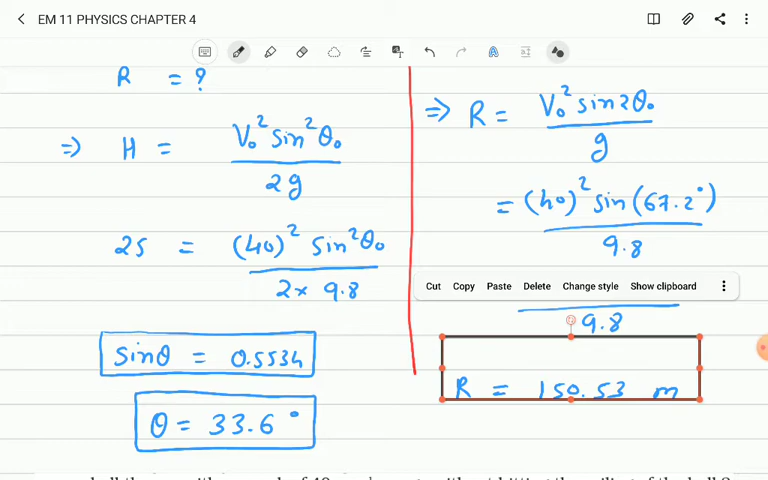 EM 11 PHYSICS CHAPTER 4
R = ?
⇒ H = V₀² sin²θ₀ / 2g
25 = (40)² sin²θ₀ / 2 × 9.8
sinθ = 0.5534
θ = 33.6°
⇒ R = V₀² sin2θ₀ / g
= (40)² sin(67.2°) / 9.8
Cut Copy Paste Delete Change style Show clipboard
9.8
R = 150.53 m